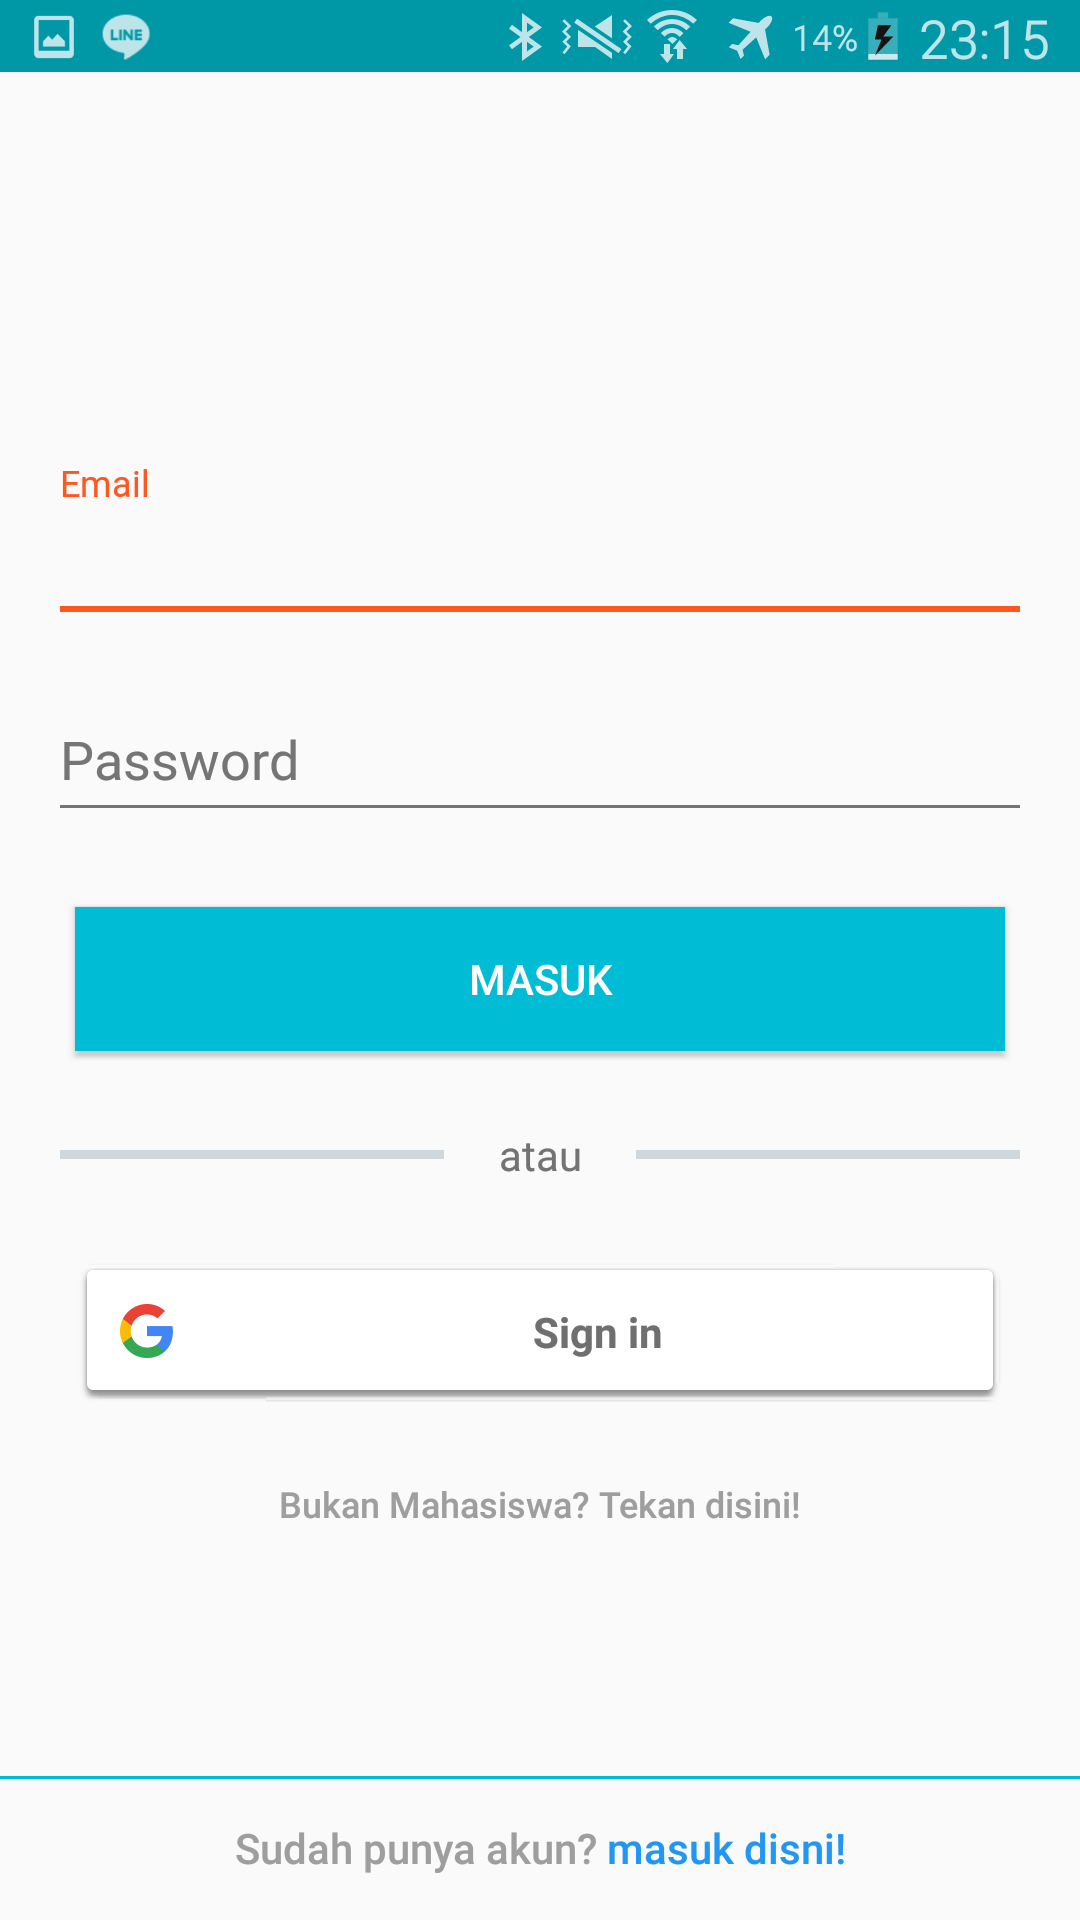 LINE 14% 23:15
Email
Password
MASUK
atau
Sign in
Bukan Mahasiswa? Tekan disini!
Sudah punya akun? masuk disni!